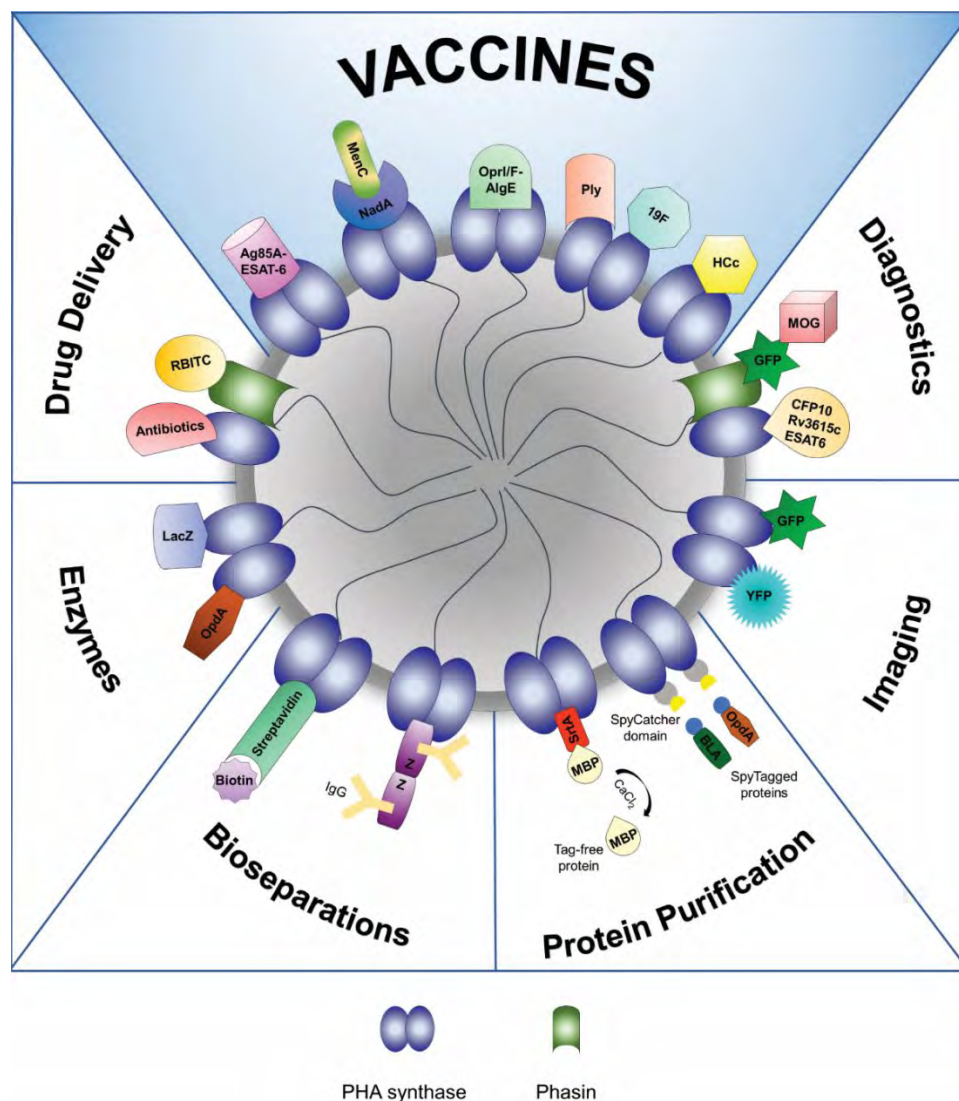 VACCINES
MenC
NadA
OprI/F-
AlgE
Ply
19F
HCc
Ag85A-
ESAT-6
Drug Delivery
RBITC
Antibiotics
Diagnostics
MOG
GFP
CFP10
Rv3615c
ESAT6
Enzymes
LacZ
OpdA
Imaging
GFP
YFP
Bioseparations
Streptavidin
Biotin
IgG
Z
Z
Protein Purification
SrtA
MBP
CaCl₂
MBP
Tag-free
protein
SpyCatcher
domain
BLA
OpdA
SpyTagged
proteins
PHA synthase
Phasin